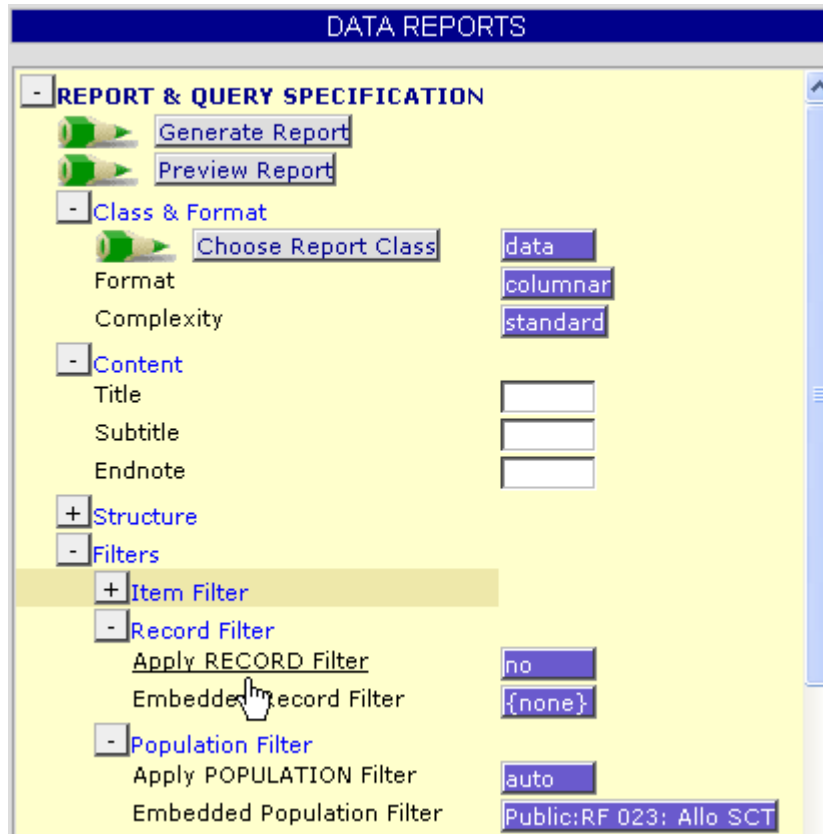 DATA REPORTS
- REPORT & QUERY SPECIFICATION
Generate Report
Preview Report
- Class & Format
Choose Report Class data
Format columnar
Complexity standard
- Content
Title
Subtitle
Endnote
+ Structure
- Filters
+ Item Filter
- Record Filter
Apply RECORD Filter no
Embedded Record Filter {none}
- Population Filter
Apply POPULATION Filter auto
Embedded Population Filter Public:RF 023: Allo SCT